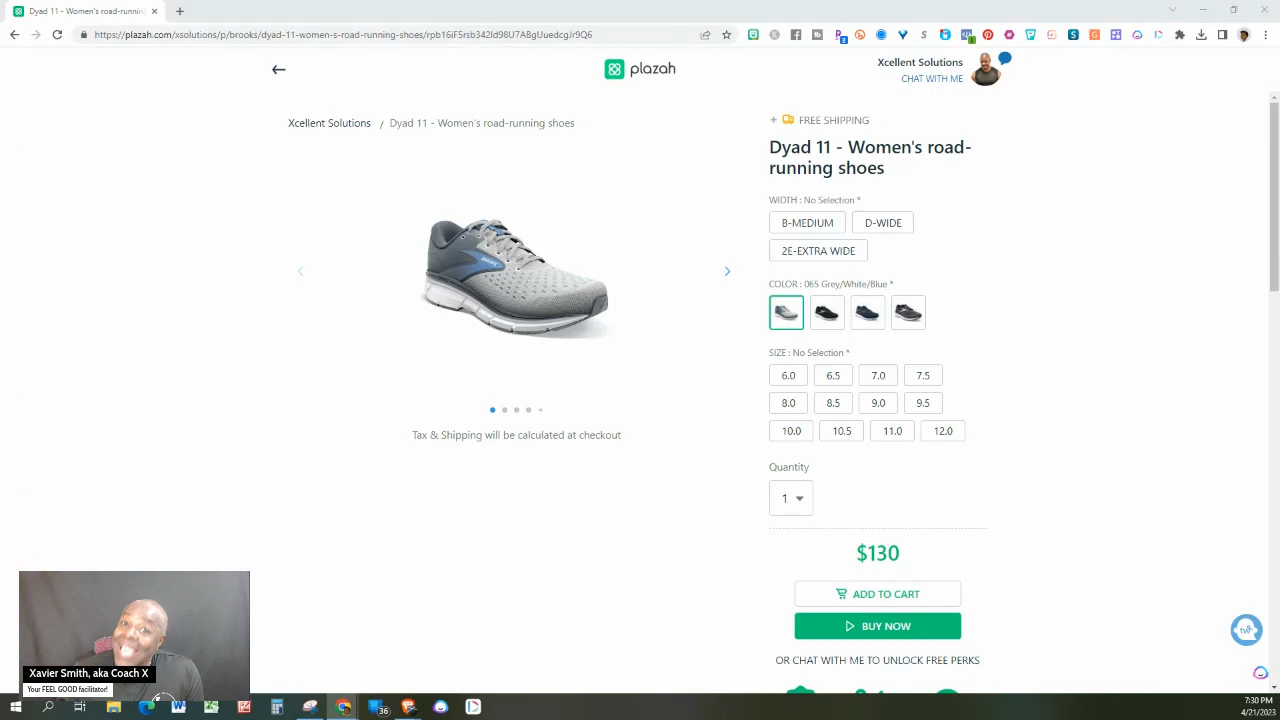 Dyad 11 - Women's road-running
https://plazah.com/xsolutions/p/brooks/dyad-11-womens-road-running-shoes/
plazah
Xcellent Solutions
CHAT WITH ME
Xcellent Solutions / Dyad 11 - Women's road-running shoes
+ FREE SHIPPING
Dyad 11 - Women's road-
running shoes
WIDTH : No Selection *
B-MEDIUM D-WIDE
2E-EXTRA WIDE
COLOR : 065 Grey/White/Blue *
SIZE : No Selection *
6.0 6.5 7.0 7.5
8.0 8.5 9.0 9.5
10.0 10.5 11.0 12.0
Tax & Shipping will be calculated at checkout
Quantity
1
$130
ADD TO CART
BUY NOW
OR CHAT WITH ME TO UNLOCK FREE PERKS
Xavier Smith, aka Coach X
Your FEEL GOOD facilitator!
36
7:30 PM
4/21/2023